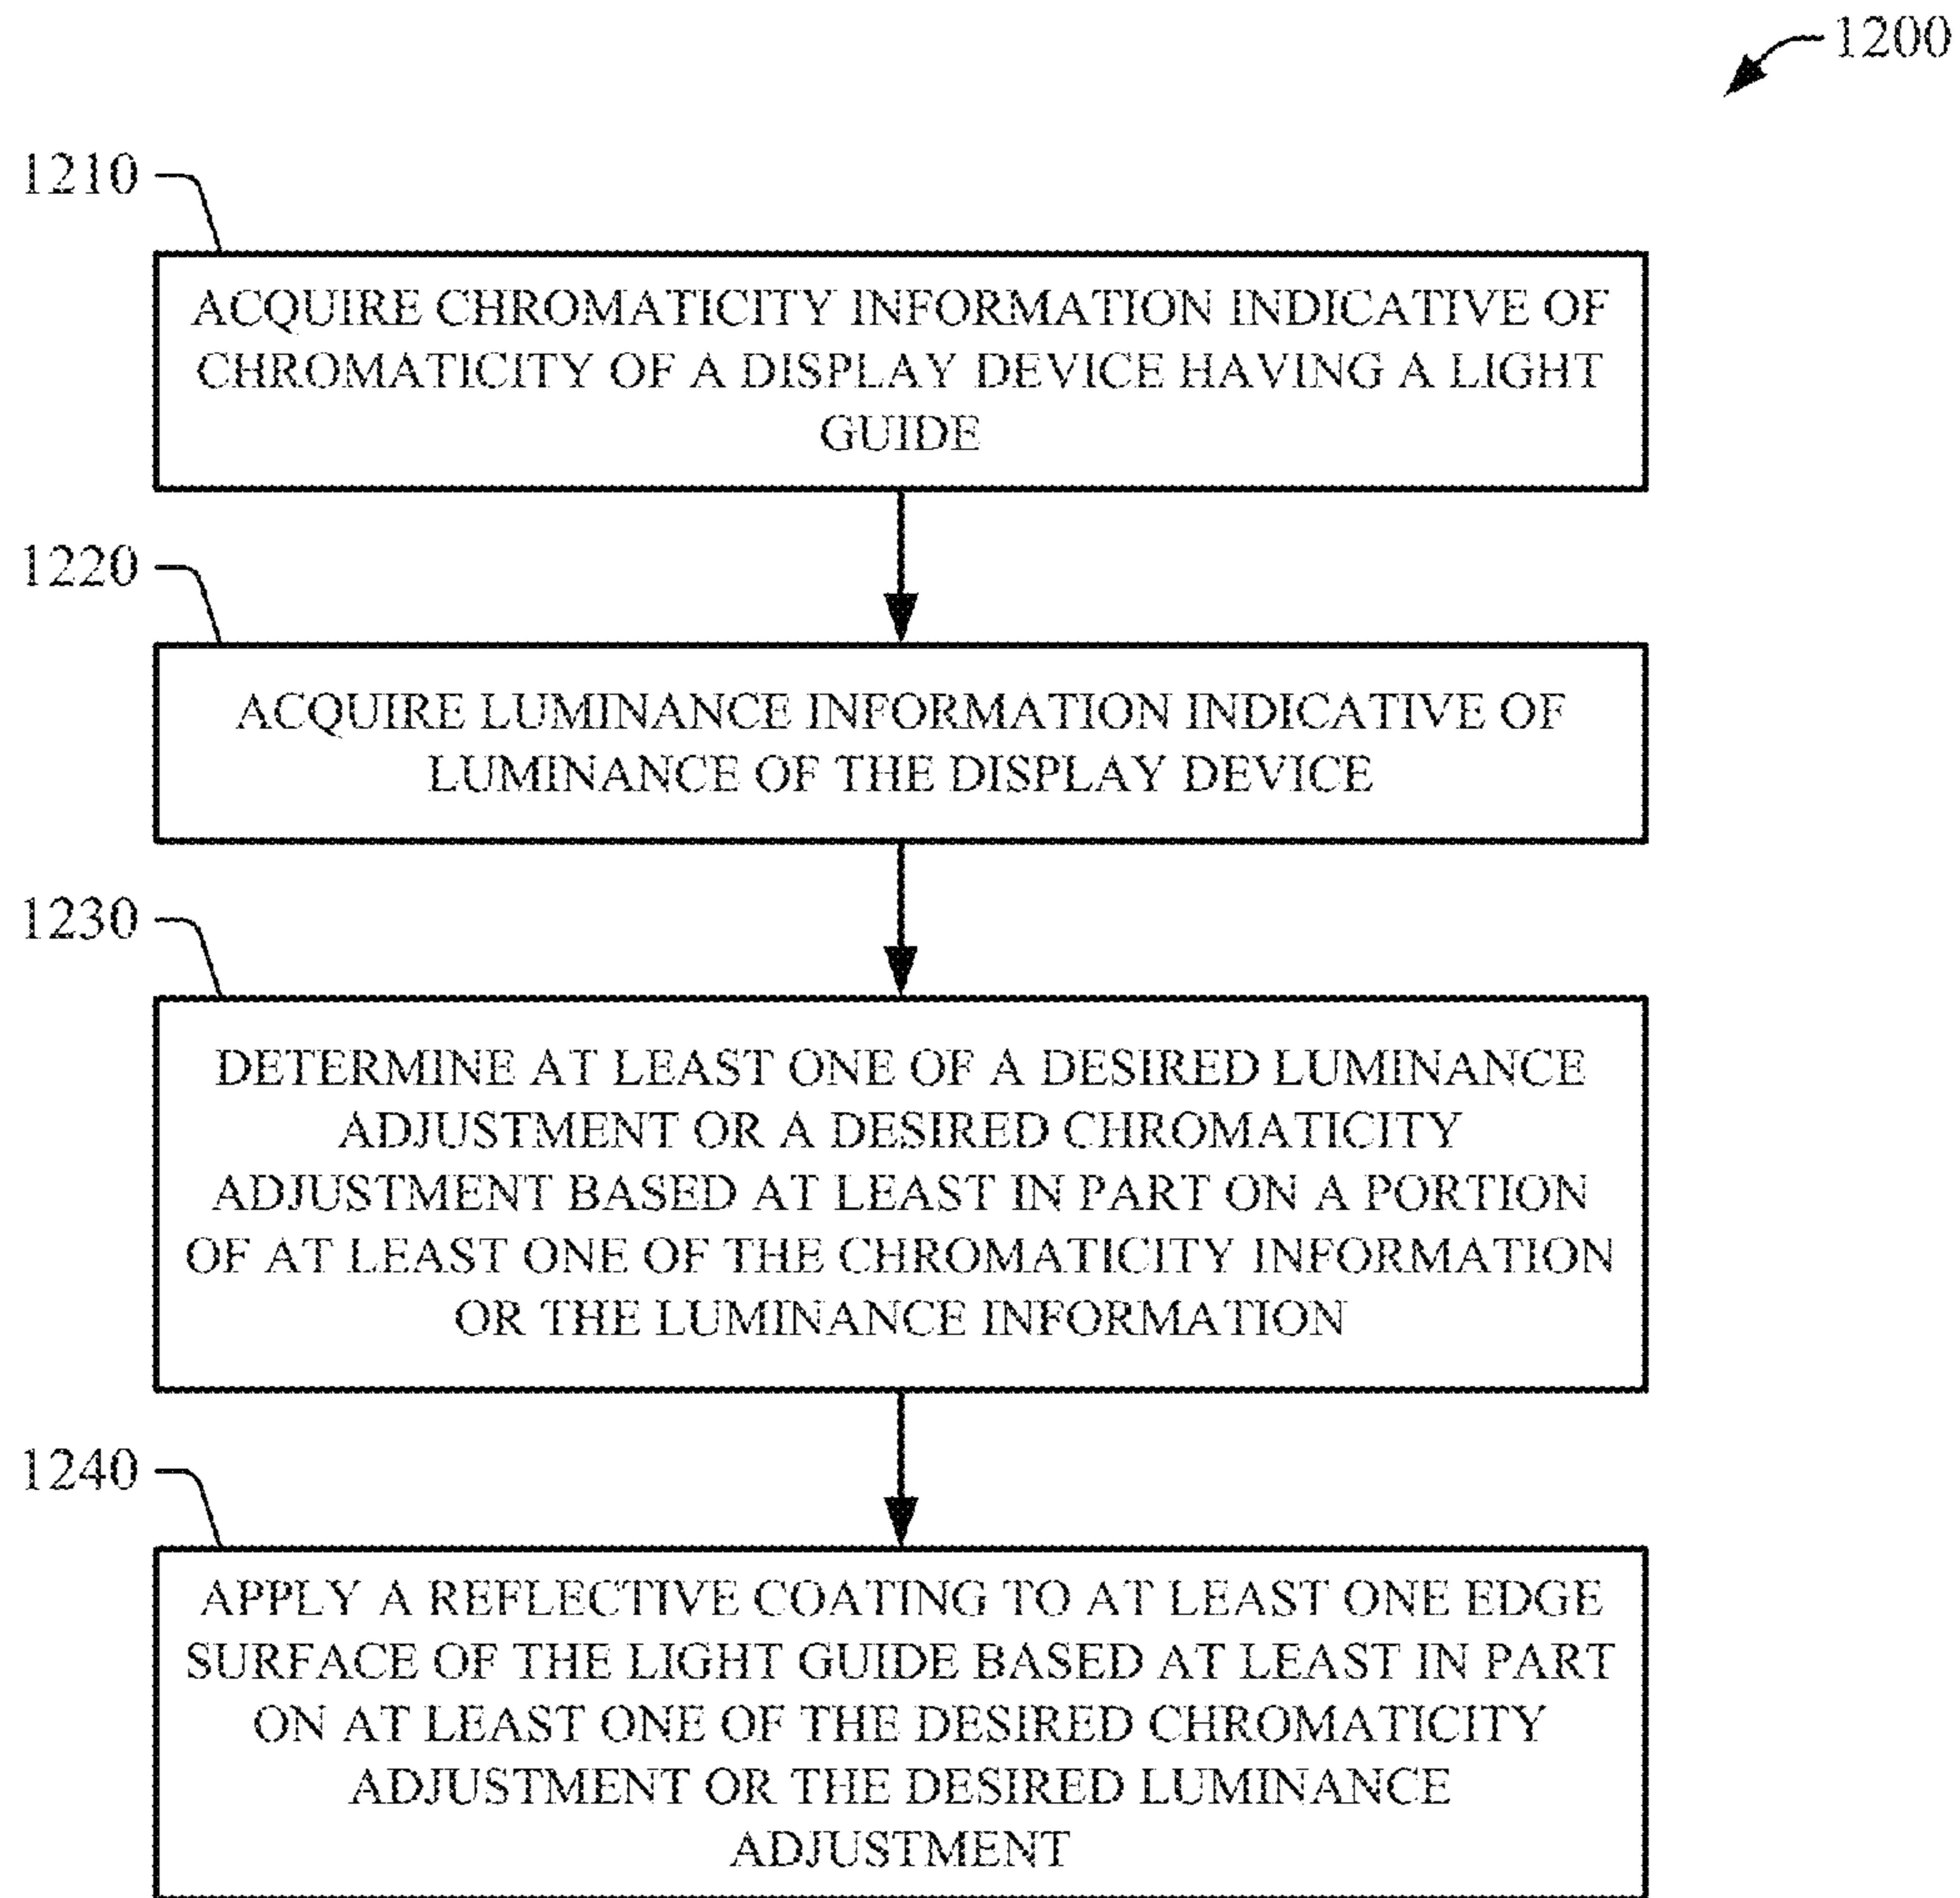 1200
1210
ACQUIRE CHROMATICITY INFORMATION INDICATIVE OF
CHROMATICITY OF A DISPLAY DEVICE HAVING A LIGHT
GUIDE
1220
ACQUIRE LUMINANCE INFORMATION INDICATIVE OF
LUMINANCE OF THE DISPLAY DEVICE
1230
DETERMINE AT LEAST ONE OF A DESIRED LUMINANCE
ADJUSTMENT OR A DESIRED CHROMATICITY
ADJUSTMENT BASED AT LEAST IN PART ON A PORTION
OF AT LEAST ONE OF THE CHROMATICITY INFORMATION
OR THE LUMINANCE INFORMATION
1240
APPLY A REFLECTIVE COATING TO AT LEAST ONE EDGE
SURFACE OF THE LIGHT GUIDE BASED AT LEAST IN PART
ON AT LEAST ONE OF THE DESIRED CHROMATICITY
ADJUSTMENT OR THE DESIRED LUMINANCE
ADJUSTMENT